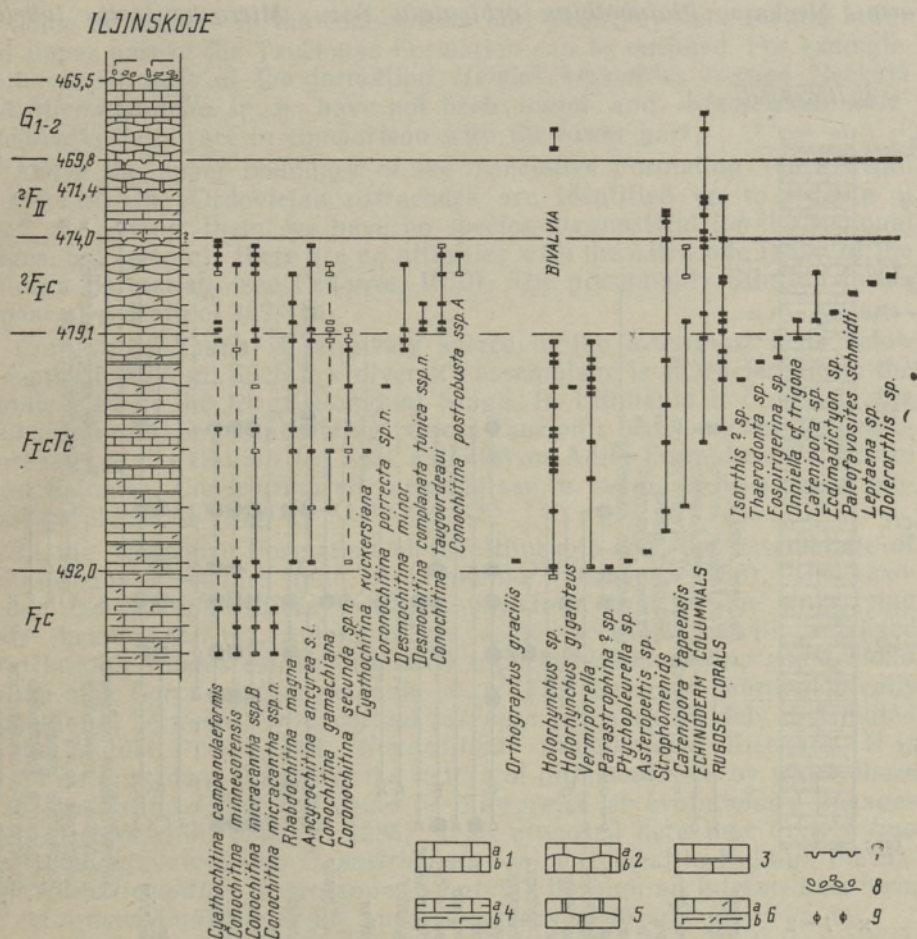 ILJINSKOJE
465,5
G1-2
469,8
471,4
?FII
474,0
?
?FIc
479,1
FIcTč
492,0
FIc
Cyathochitina campanulaeformis
Conochitina minnesotensis
Conochitina micracantha ssp.B
Conochitina micracantha ssp.n.
Rhabdochitina magna
Ancyrochitina ancyrea s.l.
Conochitina gamachiana
Coronochitina secunda sp.n.
Cyathochitina kuckersiana
Coronochitina porrecta sp.n.
Desmochitina minor
Desmochitina complanata tunica ssp.n.
Conochitina taugourdeaui sp.n.
Conochitina postrobusta ssp. A
Orthograptus gracilis
BIVALVIA
Holorhynchus sp.
Holorhynchus giganteus
Vermiporella
Parastrophina ? sp.
Ptychopleurella sp.
Asteropeltis sp.
Strophomenids
Catenipora tapaensis
ECHINODERM COLUMNALS
RUGOSE CORALS
Isorthis ? sp.
Thaerodonta sp.
Eospirigerina sp.
Onniella cf. trigona
Catenipora sp.
Ecdimadictyon sp.
Paleofavosites schmidti
Leptaena sp.
Dolerorthis sp.
a b 1
a b 2
3
7
a b 4
5
a b 6
8
9